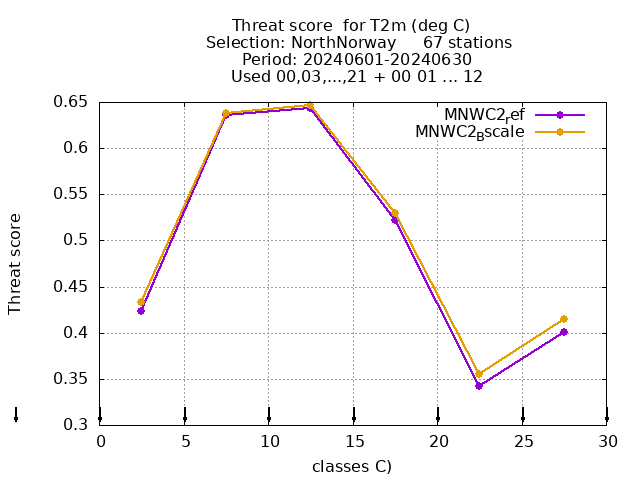 Threat score for T2m (deg C)
Selection: NorthNorway 67 stations
Period: 20240601-20240630
Used 00,03,...,21 + 00 01 ... 12
MNWC2ref
MNWC2Bscale
0.65
0.6
0.55
0.5
0.45
0.4
0.35
0.3
Threat score
0 5 10 15 20 25 30
classes C)